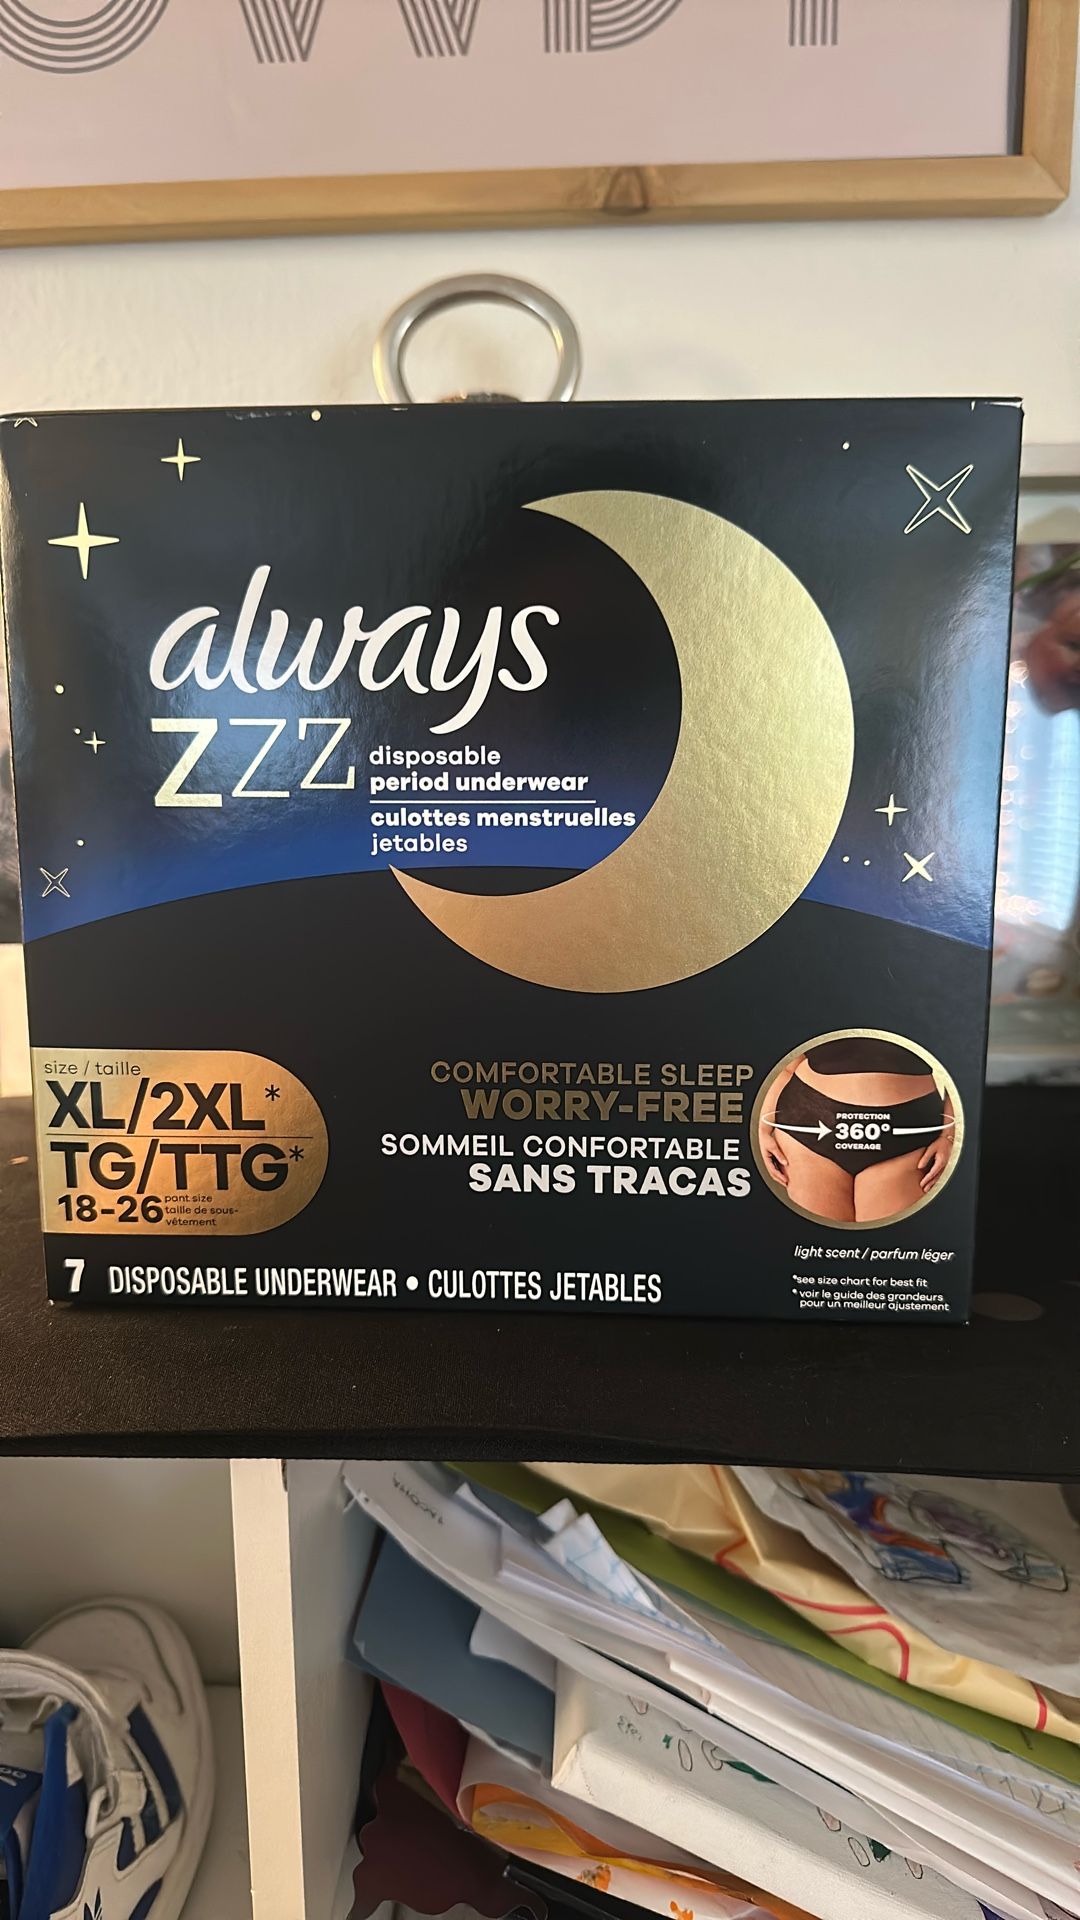 always
ZZZ
disposable
period underwear
culottes menstruelles
jetables
size / taille
XL/2XL*
TG/TTG*
18-26 pant size
taille de sous-
vêtement
COMFORTABLE SLEEP
WORRY-FREE
SOMMEIL CONFORTABLE
SANS TRACAS
PROTECTION
360°
COVERAGE
light scent / parfum léger
*see size chart for best fit
*voir le guide des grandeurs
pour un meilleur ajustement
7 DISPOSABLE UNDERWEAR • CULOTTES JETABLES